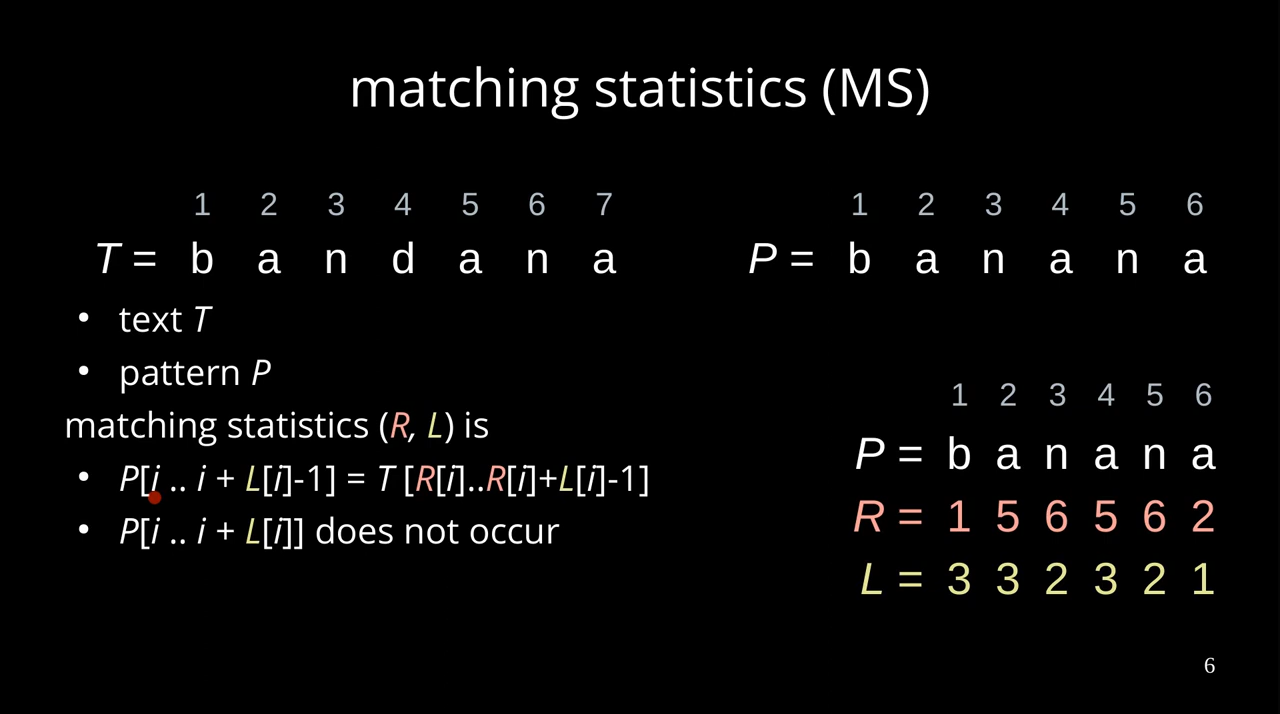 matching statistics (MS)
1 2 3 4 5 6 7
T = b a n d a n a
1 2 3 4 5 6
P = b a n a n a
• text T
• pattern P
matching statistics (R, L) is
• P[i .. i + L[i]-1] = T [R[i]..R[i]+L[i]-1]
• P[i .. i + L[i]] does not occur
1 2 3 4 5 6
P = b a n a n a
R = 1 5 6 5 6 2
L = 3 3 2 3 2 1
6